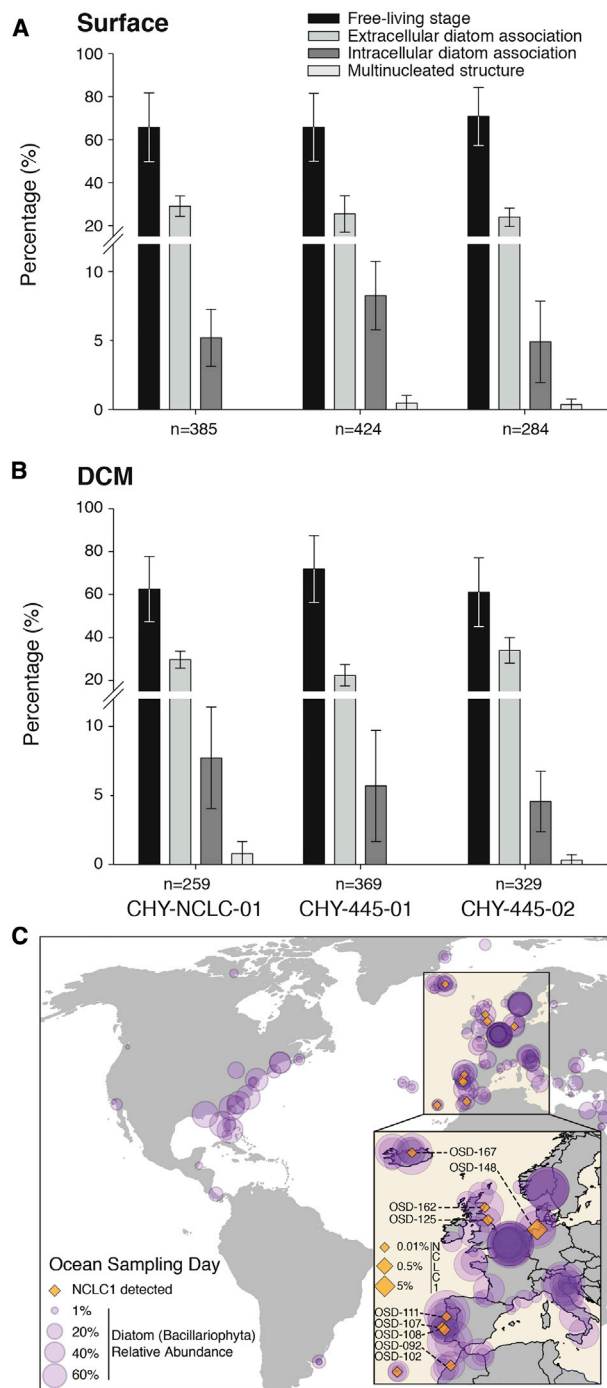 A Surface
Free-living stage
Extracellular diatom association
Intracellular diatom association
Multinucleated structure
Percentage (%)
100
80
60
40
20
10
5
0
n=385 n=424 n=284
B DCM
Percentage (%)
100
80
60
40
20
10
5
0
n=259 n=369 n=329
CHY-NCLC-01 CHY-445-01 CHY-445-02
C
OSD-167
OSD-148
OSD-162
OSD-125
0.01%
0.5%
5%
NCLC1
OSD-111
OSD-107
OSD-108
OSD-092
OSD-102
Ocean Sampling Day
NCLC1 detected
1%
20%
40%
60%
Diatom (Bacillariophyta)
Relative Abundance